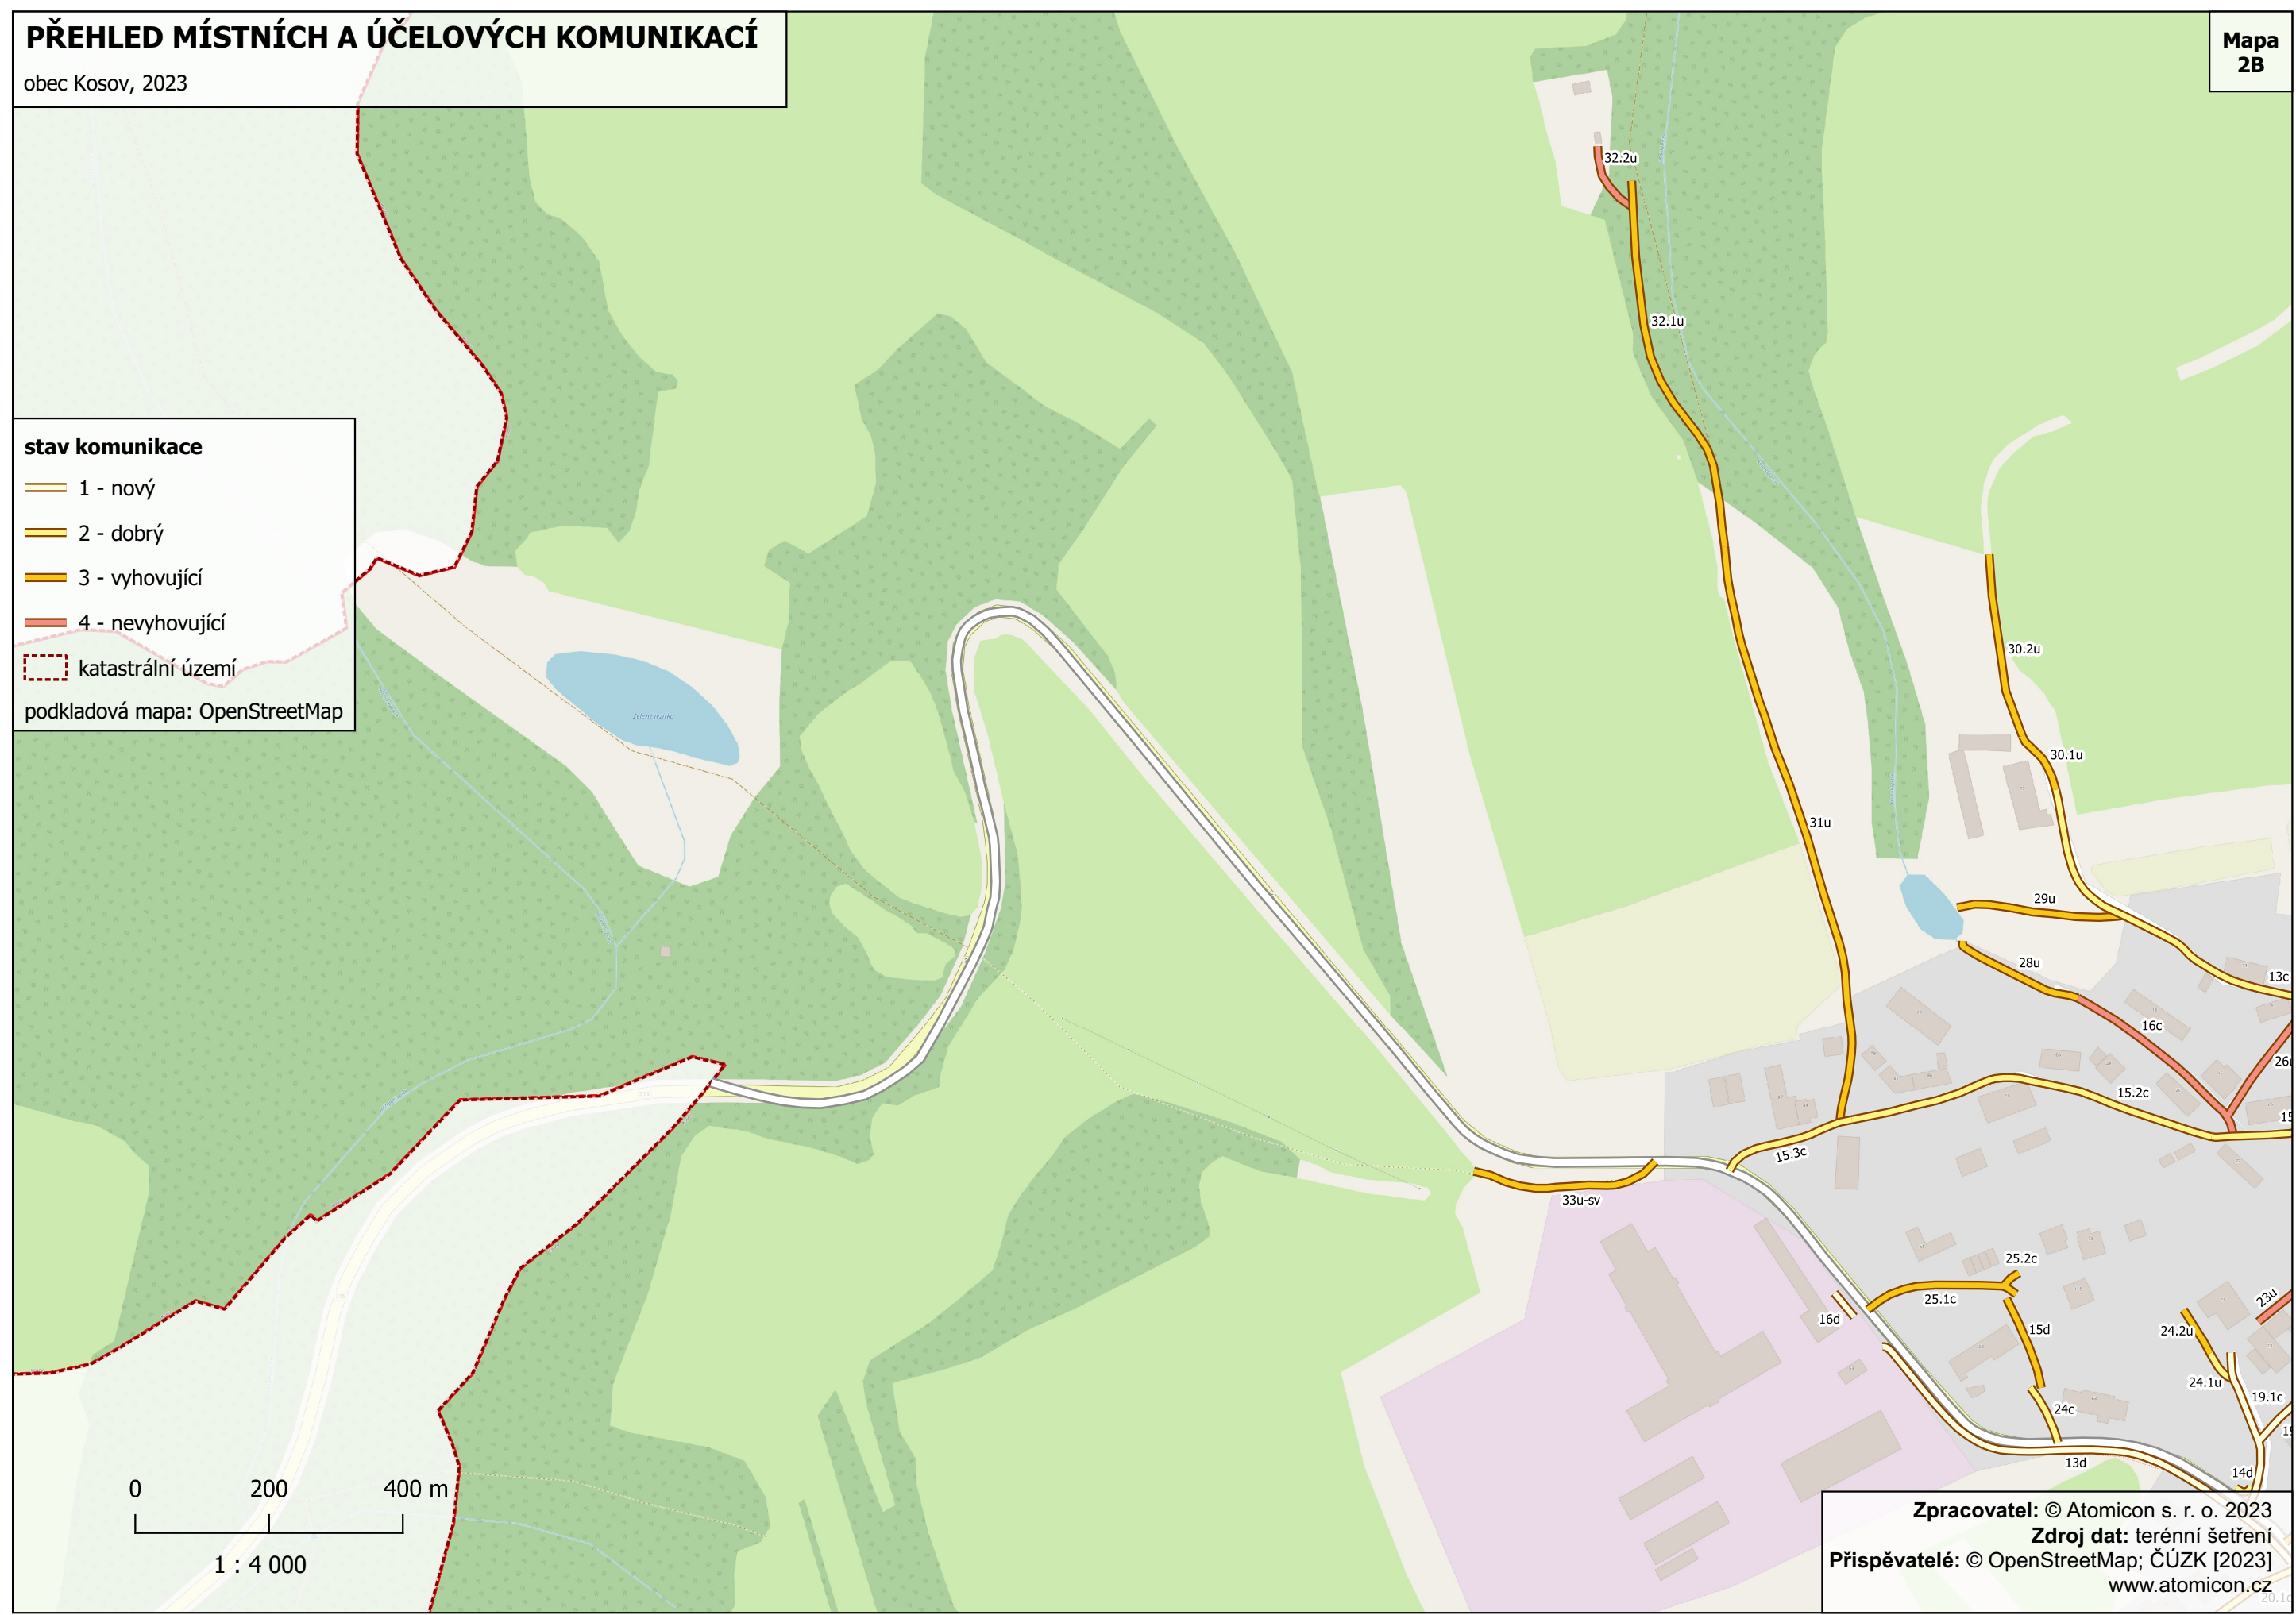 PŘEHLED MÍSTNÍCH A ÚČELOVÝCH KOMUNIKACÍ
obec Kosov, 2023
Mapa
2B
32.2u
32.1u
stav komunikace
1 - nový
2 - dobrý
3 - vyhovující
4 - nevyhovující
katastrální území
podkladová mapa: OpenStreetMap
30.2u
30.1u
31u
29u
28u
13c
16c
26u
15.2c
15.3c
15
33u-sv
25.2c
25.1c
16d
15d
23u
24.2u
24.1u
19.1c
24c
19
13d
14d
0 200 400 m
1 : 4 000
Zpracovatel: © Atomicon s. r. o. 2023
Zdroj dat: terénní šetření
Přispěvatelé: © OpenStreetMap; ČÚZK [2023]
www.atomicon.cz